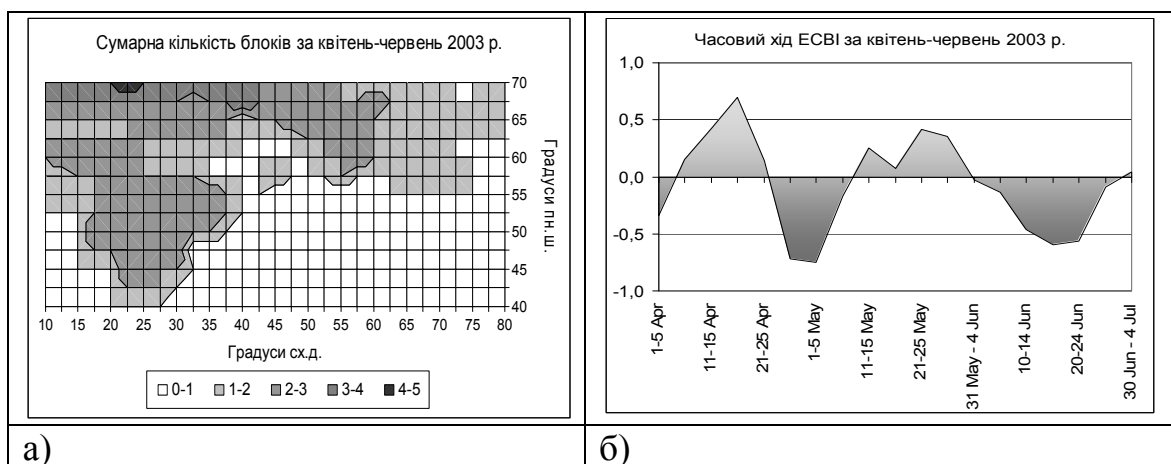 Сумарна кількість блоків за квітень-червень 2003 р.
70
65
60
55
50
45
40
Градуси пн.ш.
10 15 20 25 30 35 40 45 50 55 60 65 70 75 80
Градуси сх.д.
0-1 1-2 2-3 3-4 4-5
а)
Часовий хід ECBI за квітень-червень 2003 р.
1,0
0,5
0,0
-0,5
-1,0
1-5 Apr
11-15 Apr
21-25 Apr
1-5 May
11-15 May
21-25 May
31 May - 4 Jun
10-14 Jun
20-24 Jun
30 Jun - 4 Jul
б)